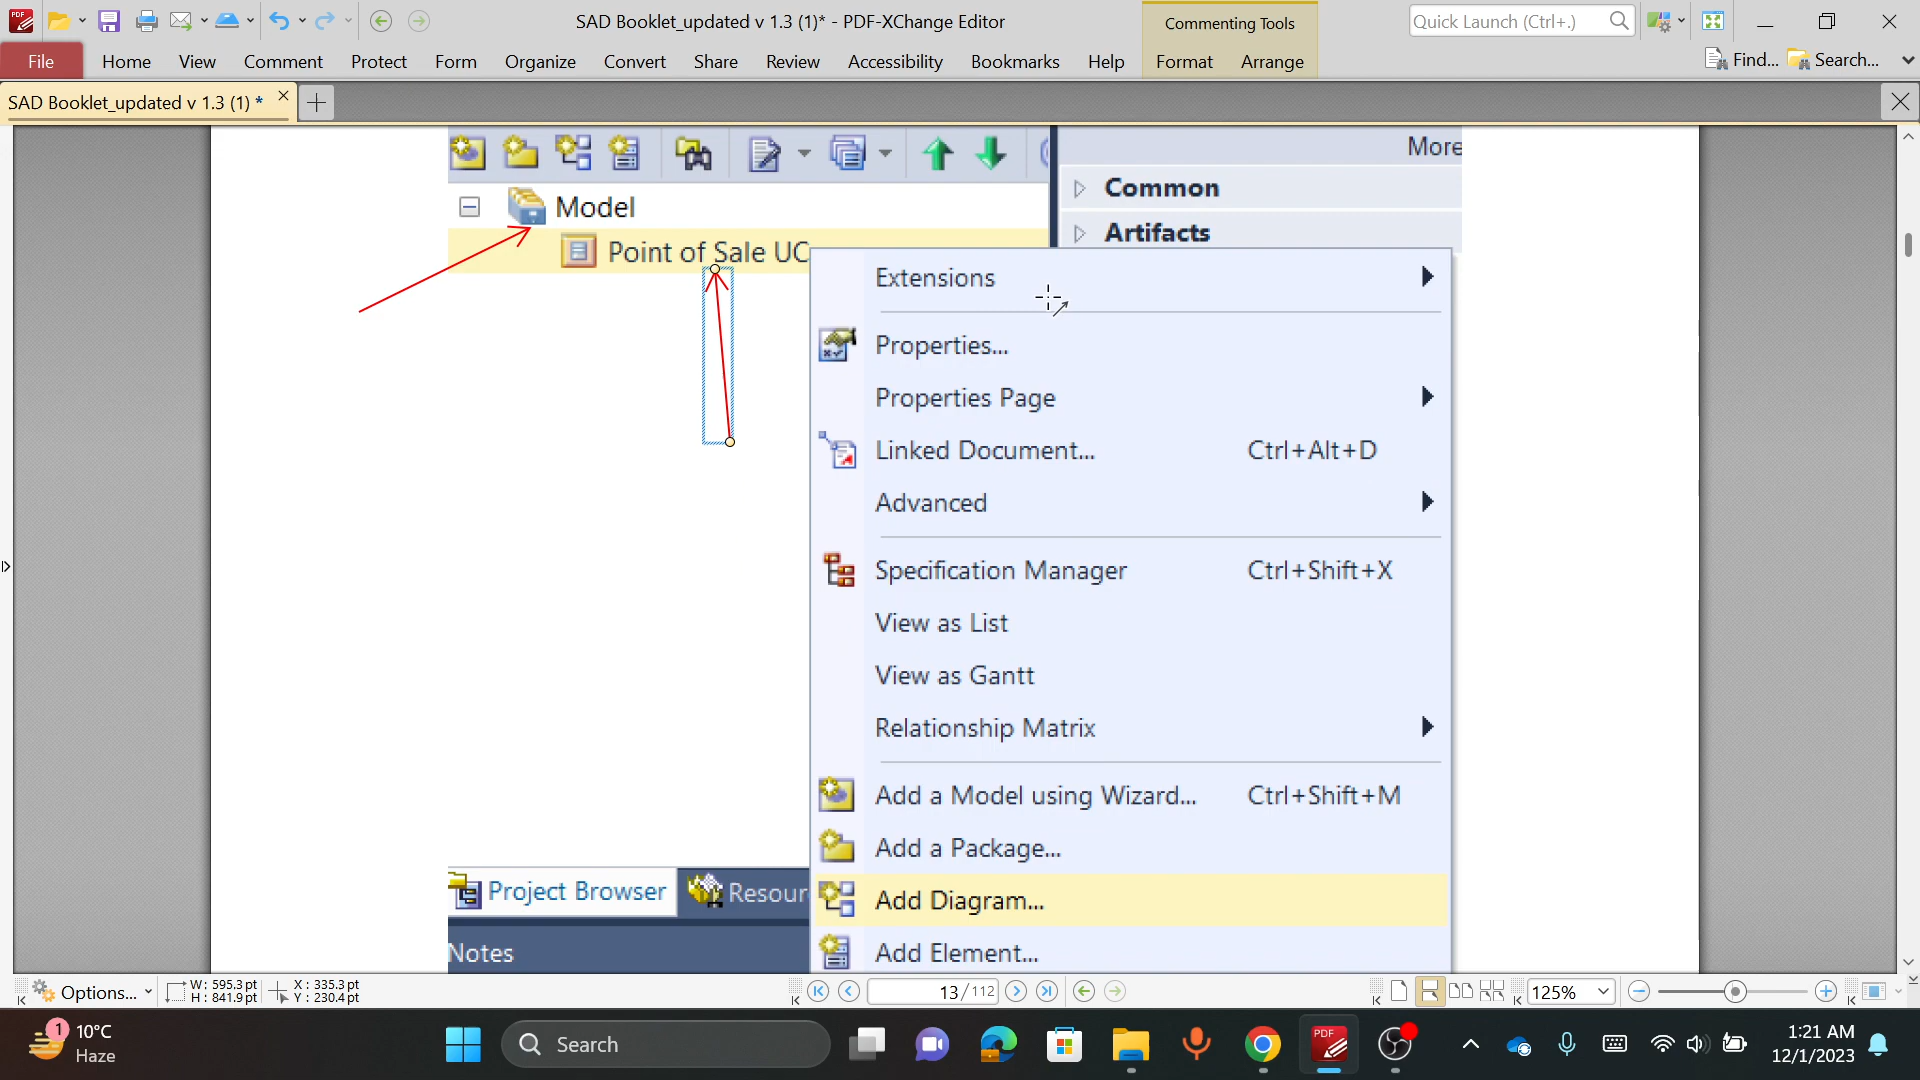 SAD Booklet_updated v 1.3 (1)* - PDF-XChange Editor
Commenting Tools
Quick Launch (Ctrl+.)
File
Home
View
Comment
Protect
Form
Organize
Convert
Share
Review
Accessibility
Bookmarks
Help
Format
Arrange
Find...
Search...
SAD Booklet_updated v 1.3 (1) *
More
Model
Common
Point of Sale UC
Artifacts
Extensions
Properties...
Properties Page
Linked Document... Ctrl+Alt+D
Advanced
Specification Manager Ctrl+Shift+X
View as List
View as Gantt
Relationship Matrix
Add a Model using Wizard... Ctrl+Shift+M
Add a Package...
Project Browser
Resour
Add Diagram...
Notes
Add Element...
Options...
W: 595.3 pt
H: 841.9 pt
X: 335.3 pt
Y: 230.4 pt
13 / 112
125%
1
10°C
Haze
Search
PDF
1:21 AM
12/1/2023